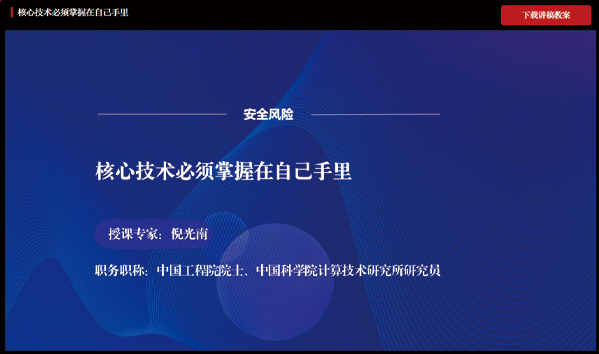 核心技术必须掌握在自己手里
下载讲稿教案
安全风险
核心技术必须掌握在自己手里
授课专家：倪光南
职务职称：中国工程院院士、中国科学院计算技术研究所研究员